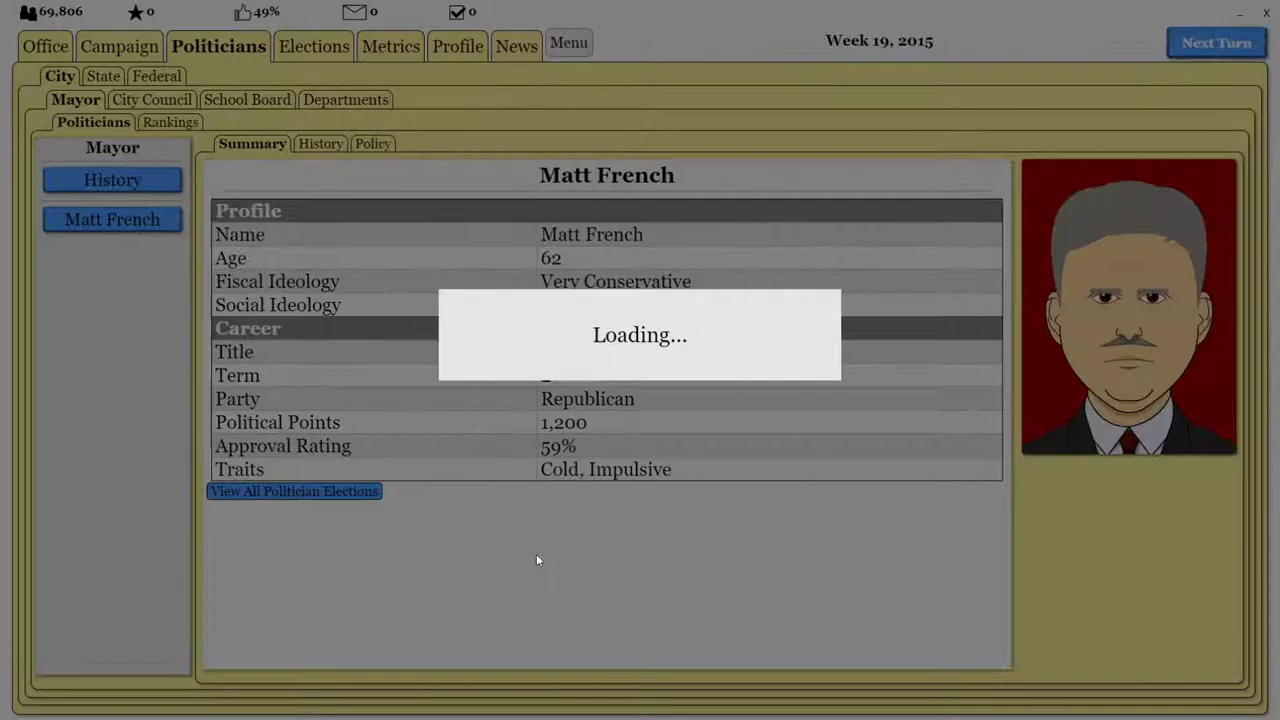 69,806 0 49% 0 0 _ X
Office Campaign Politicians Elections Metrics Profile News Menu Week 19, 2015 Next Turn
City State Federal
Mayor City Council School Board Departments
Politicians Rankings
Mayor
History
Matt French
Summary History Policy
Matt French
Profile
Name Matt French
Age 62
Fiscal Ideology Very Conservative
Social Ideology
Career
Title
Term
Party Republican
Political Points 1,200
Approval Rating 59%
Traits Cold, Impulsive
View All Politician Elections
Loading...